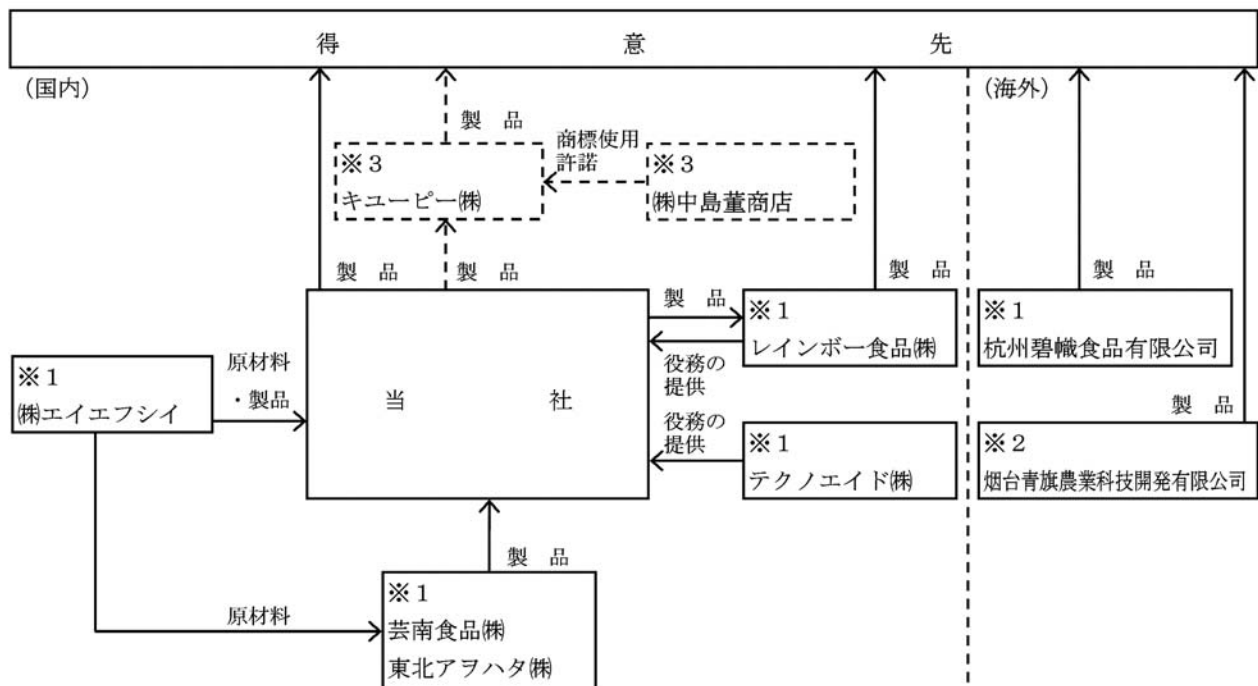 得意先
(国内)
(海外)
製品
商標使用
許諾
※3
キユーピー㈱
※3
㈱中島董商店
製品
製品
製品
製品
製品
※1
レインボー食品㈱
※1
杭州碧幟食品有限公司
原材料
・製品
※1
㈱エイエフシイ
当社
役務の
提供
役務の
提供
製品
※1
テクノエイド㈱
※2
烟台青旗農業科技開発有限公司
製品
原材料
※1
芸南食品㈱
東北アヲハタ㈱